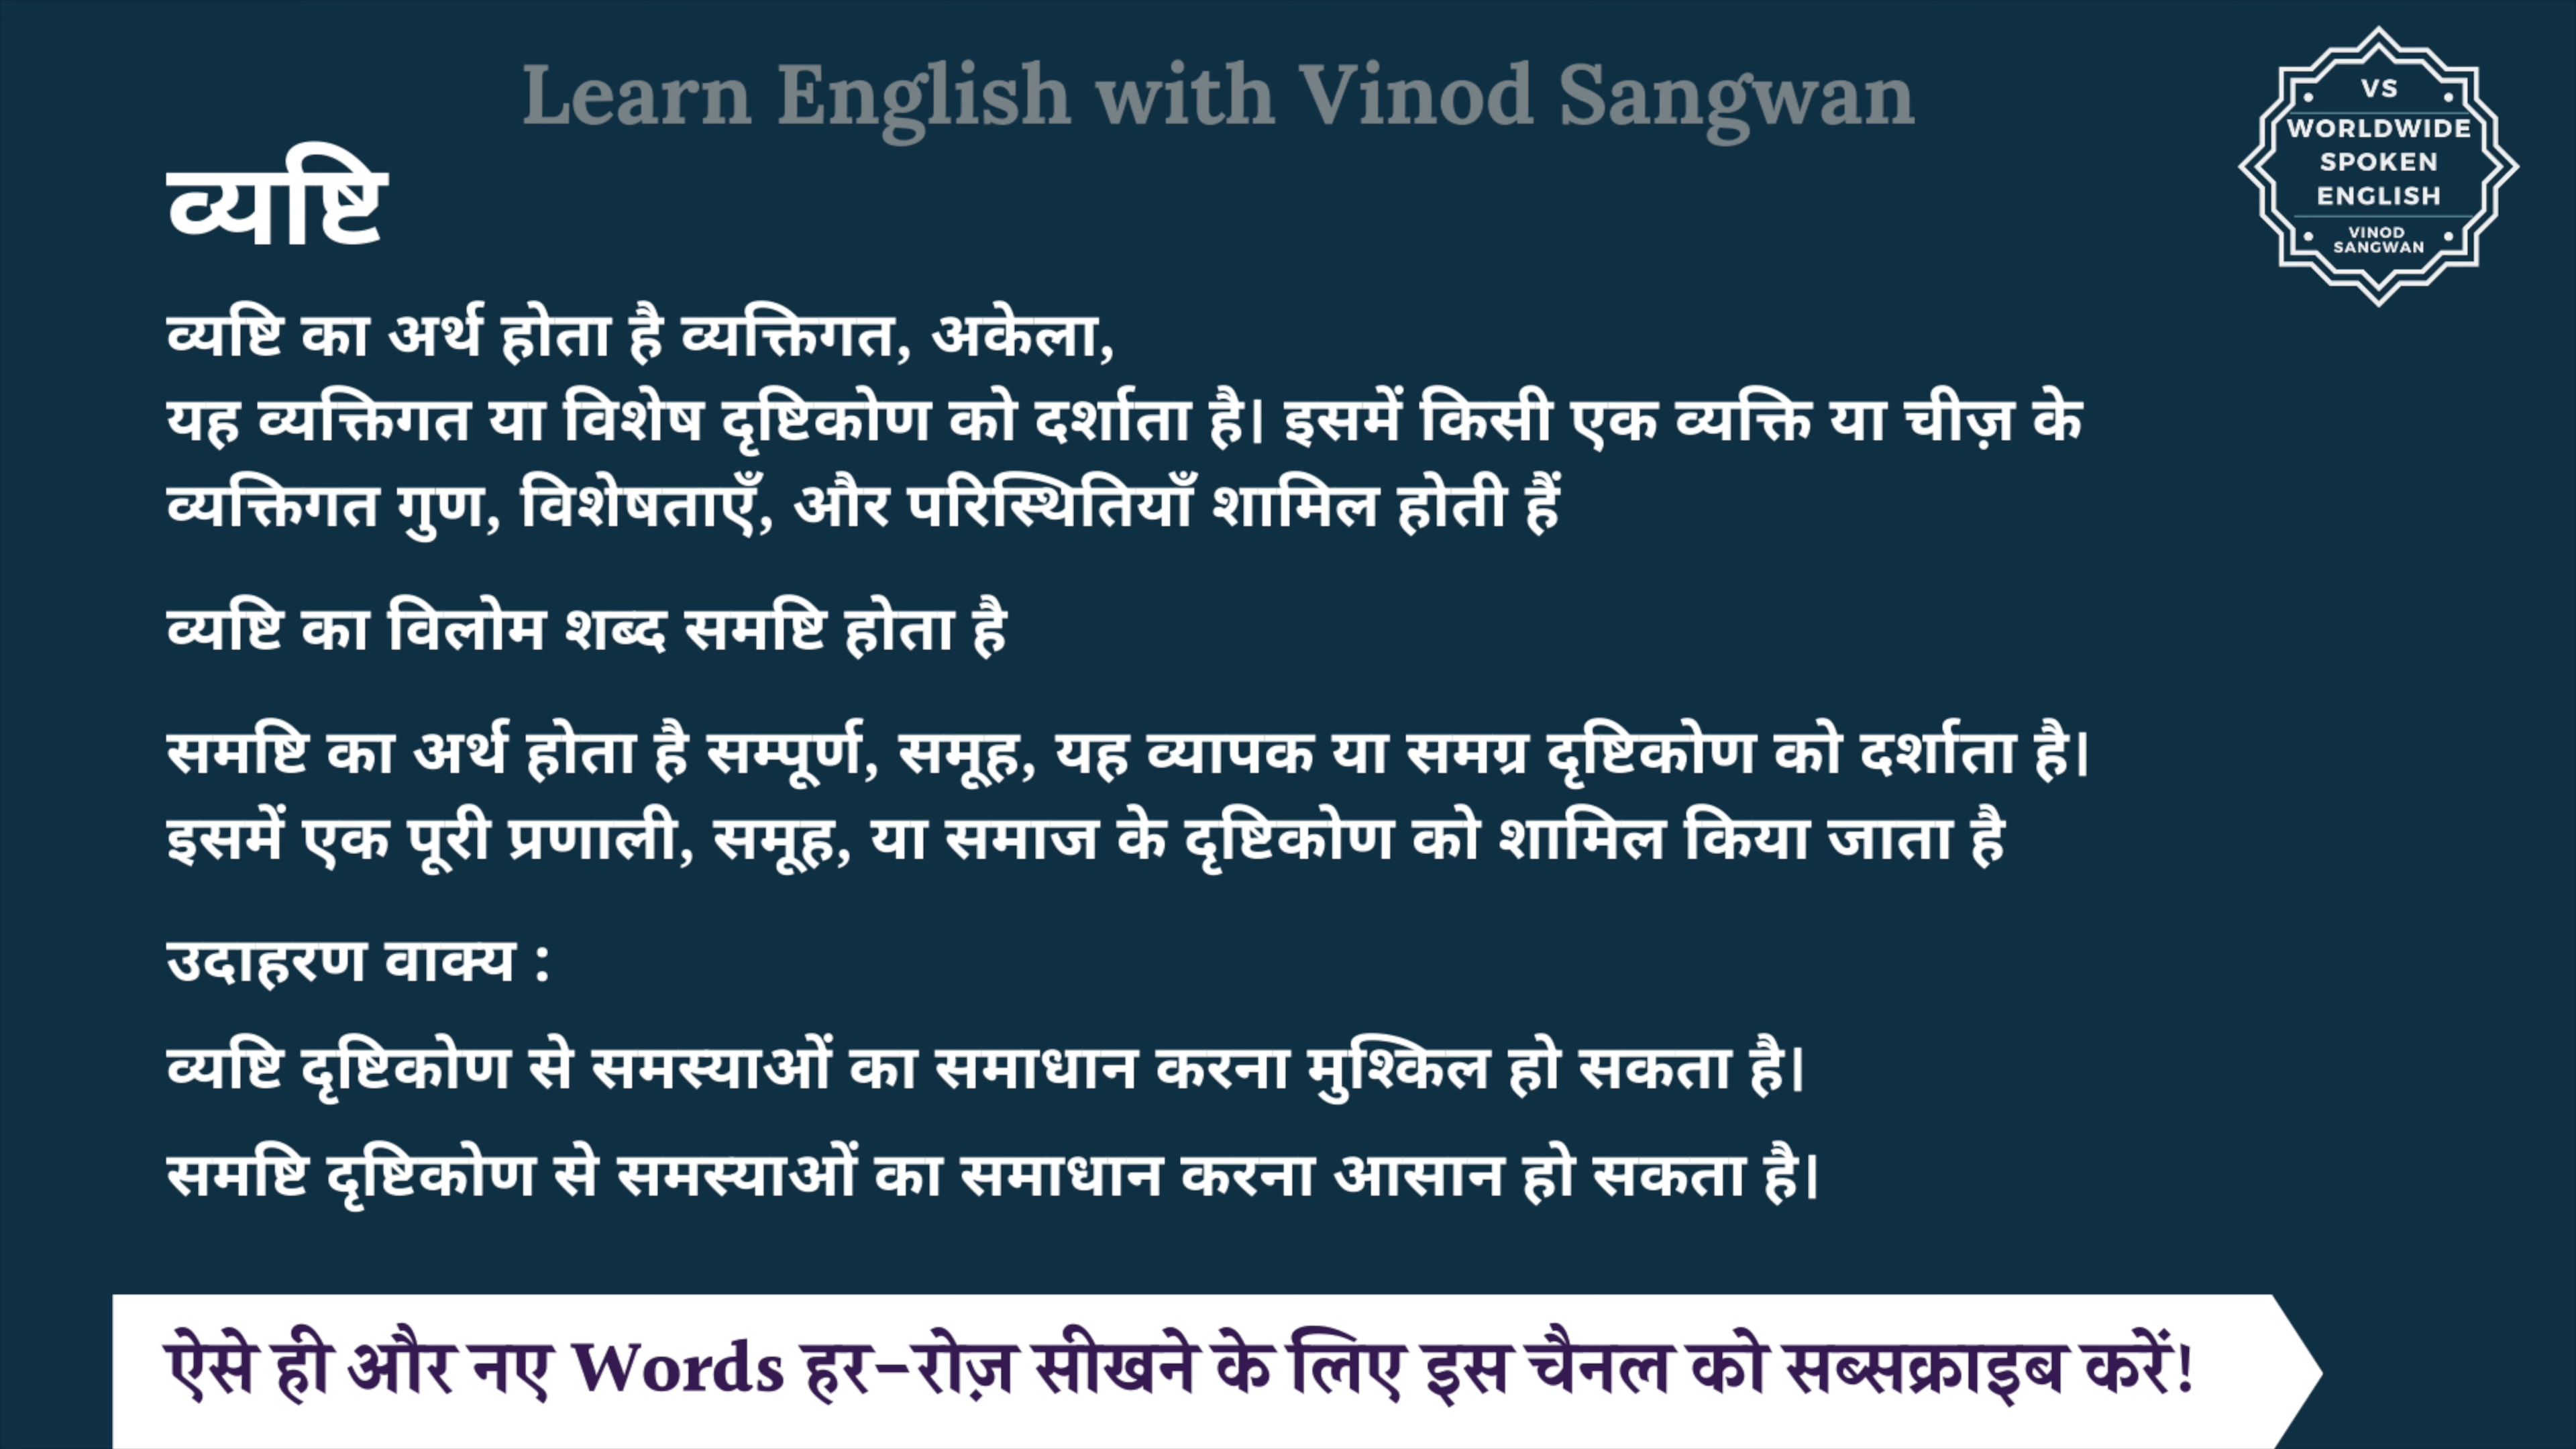 Learn English with Vinod Sangwan
VS
WORLDWIDE
SPOKEN
ENGLISH
VINOD
SANGWAN
व्यष्टि
व्यष्टि का अर्थ होता है व्यक्तिगत, अकेला,
यह व्यक्तिगत या विशेष दृष्टिकोण को दर्शाता है। इसमें किसी एक व्यक्ति या चीज़ के
व्यक्तिगत गुण, विशेषताएँ, और परिस्थितियाँ शामिल होती हैं
व्यष्टि का विलोम शब्द समष्टि होता है
समष्टि का अर्थ होता है सम्पूर्ण, समूह, यह व्यापक या समग्र दृष्टिकोण को दर्शाता है।
इसमें एक पूरी प्रणाली, समूह, या समाज के दृष्टिकोण को शामिल किया जाता है
उदाहरण वाक्य :
व्यष्टि दृष्टिकोण से समस्याओं का समाधान करना मुश्किल हो सकता है।
समष्टि दृष्टिकोण से समस्याओं का समाधान करना आसान हो सकता है।
ऐसे ही और नए Words हर-रोज़ सीखने के लिए इस चैनल को सब्सक्राइब करें!